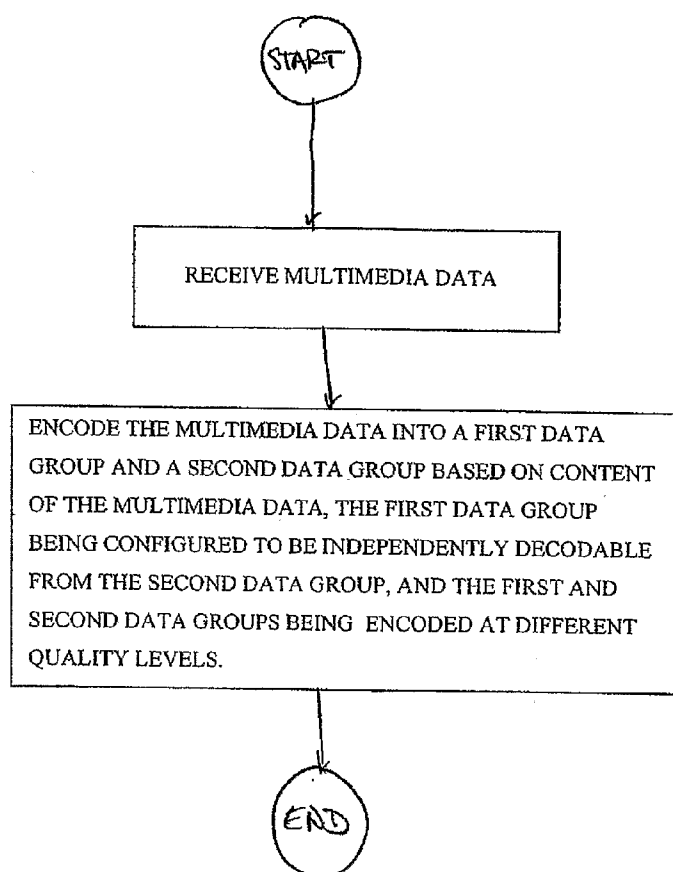 START
RECEIVE MULTIMEDIA DATA
ENCODE THE MULTIMEDIA DATA INTO A FIRST DATA
GROUP AND A SECOND DATA GROUP BASED ON CONTENT
OF THE MULTIMEDIA DATA, THE FIRST DATA GROUP
BEING CONFIGURED TO BE INDEPENDENTLY DECODABLE
FROM THE SECOND DATA GROUP, AND THE FIRST AND
SECOND DATA GROUPS BEING ENCODED AT DIFFERENT
QUALITY LEVELS.
END